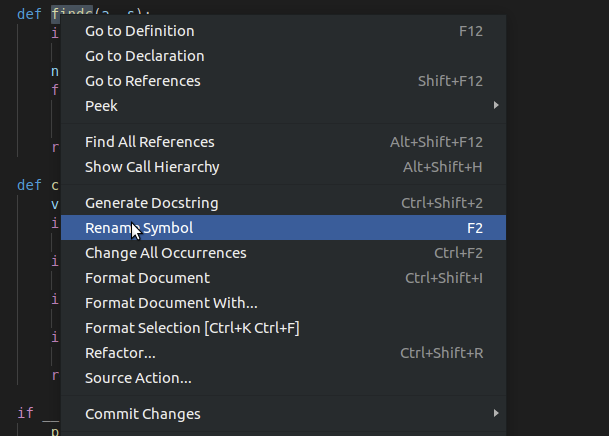 def finds(a, s):
Go to Definition F12
i
Go to Declaration
n
Go to References Shift+F12
f
Peek
Find All References Alt+Shift+F12
r
Show Call Hierarchy Alt+Shift+H
def c
Generate Docstring Ctrl+Shift+2
v
Rename Symbol F2
i
Change All Occurrences Ctrl+F2
i
Format Document Ctrl+Shift+I
i
Format Document With...
Format Selection [Ctrl+K Ctrl+F]
i
Refactor... Ctrl+Shift+R
r
Source Action...
if __
Commit Changes
p